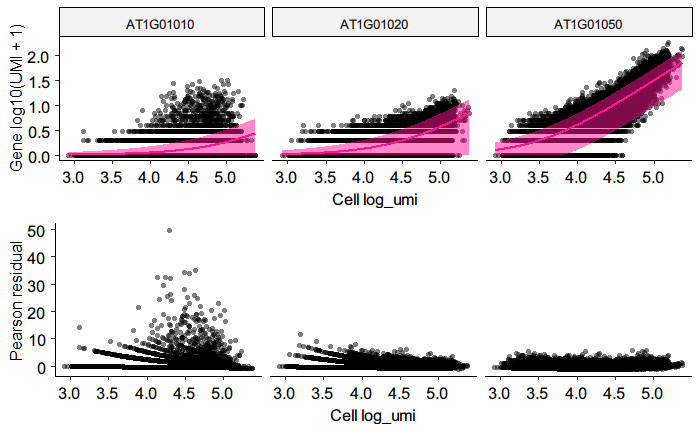 AT1G01010 AT1G01020 AT1G01050
Gene log10(UMI + 1)
2.0
1.5
1.0
0.5
0.0
3.0 3.5 4.0 4.5 5.0 3.0 3.5 4.0 4.5 5.0 3.0 3.5 4.0 4.5 5.0
Cell log_umi
Pearson residual
50
40
30
20
10
0
3.0 3.5 4.0 4.5 5.0 3.0 3.5 4.0 4.5 5.0 3.0 3.5 4.0 4.5 5.0
Cell log_umi